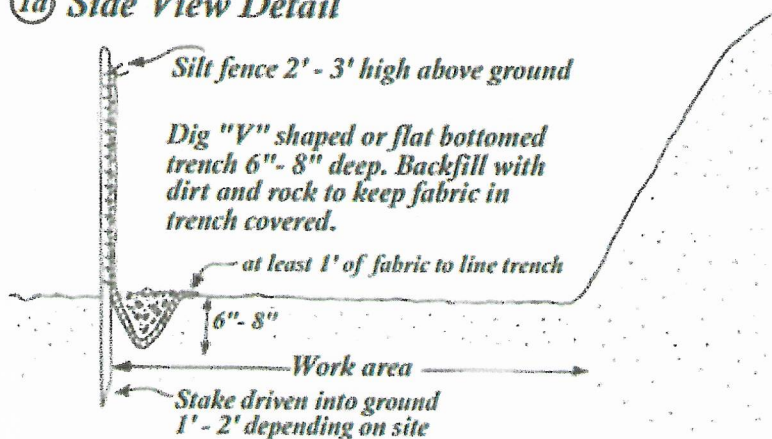 1a Side View Detail
Silt fence 2' - 3' high above ground
Dig "V" shaped or flat bottomed
trench 6"- 8" deep. Backfill with
dirt and rock to keep fabric in
trench covered.
at least 1' of fabric to line trench
6"- 8"
Work area
Stake driven into ground
1' - 2' depending on site